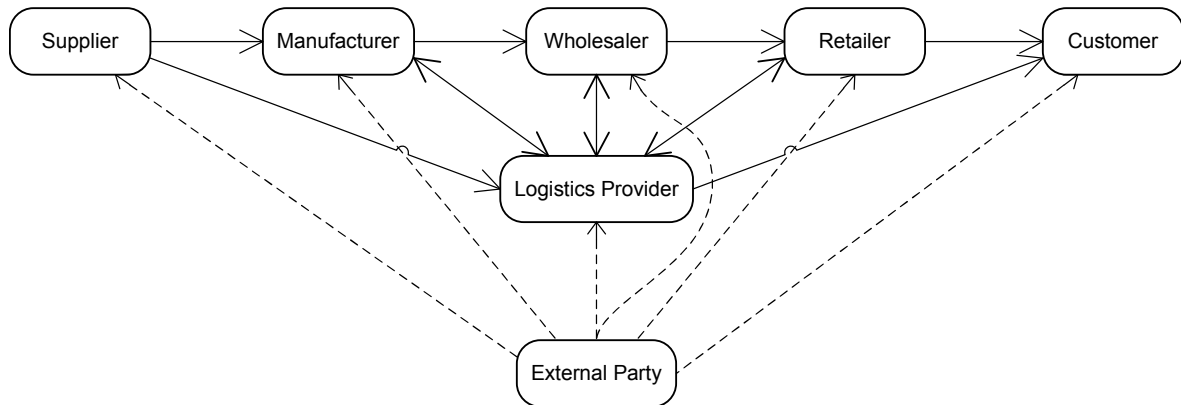 Supplier
Manufacturer
Wholesaler
Retailer
Customer
Logistics Provider
External Party